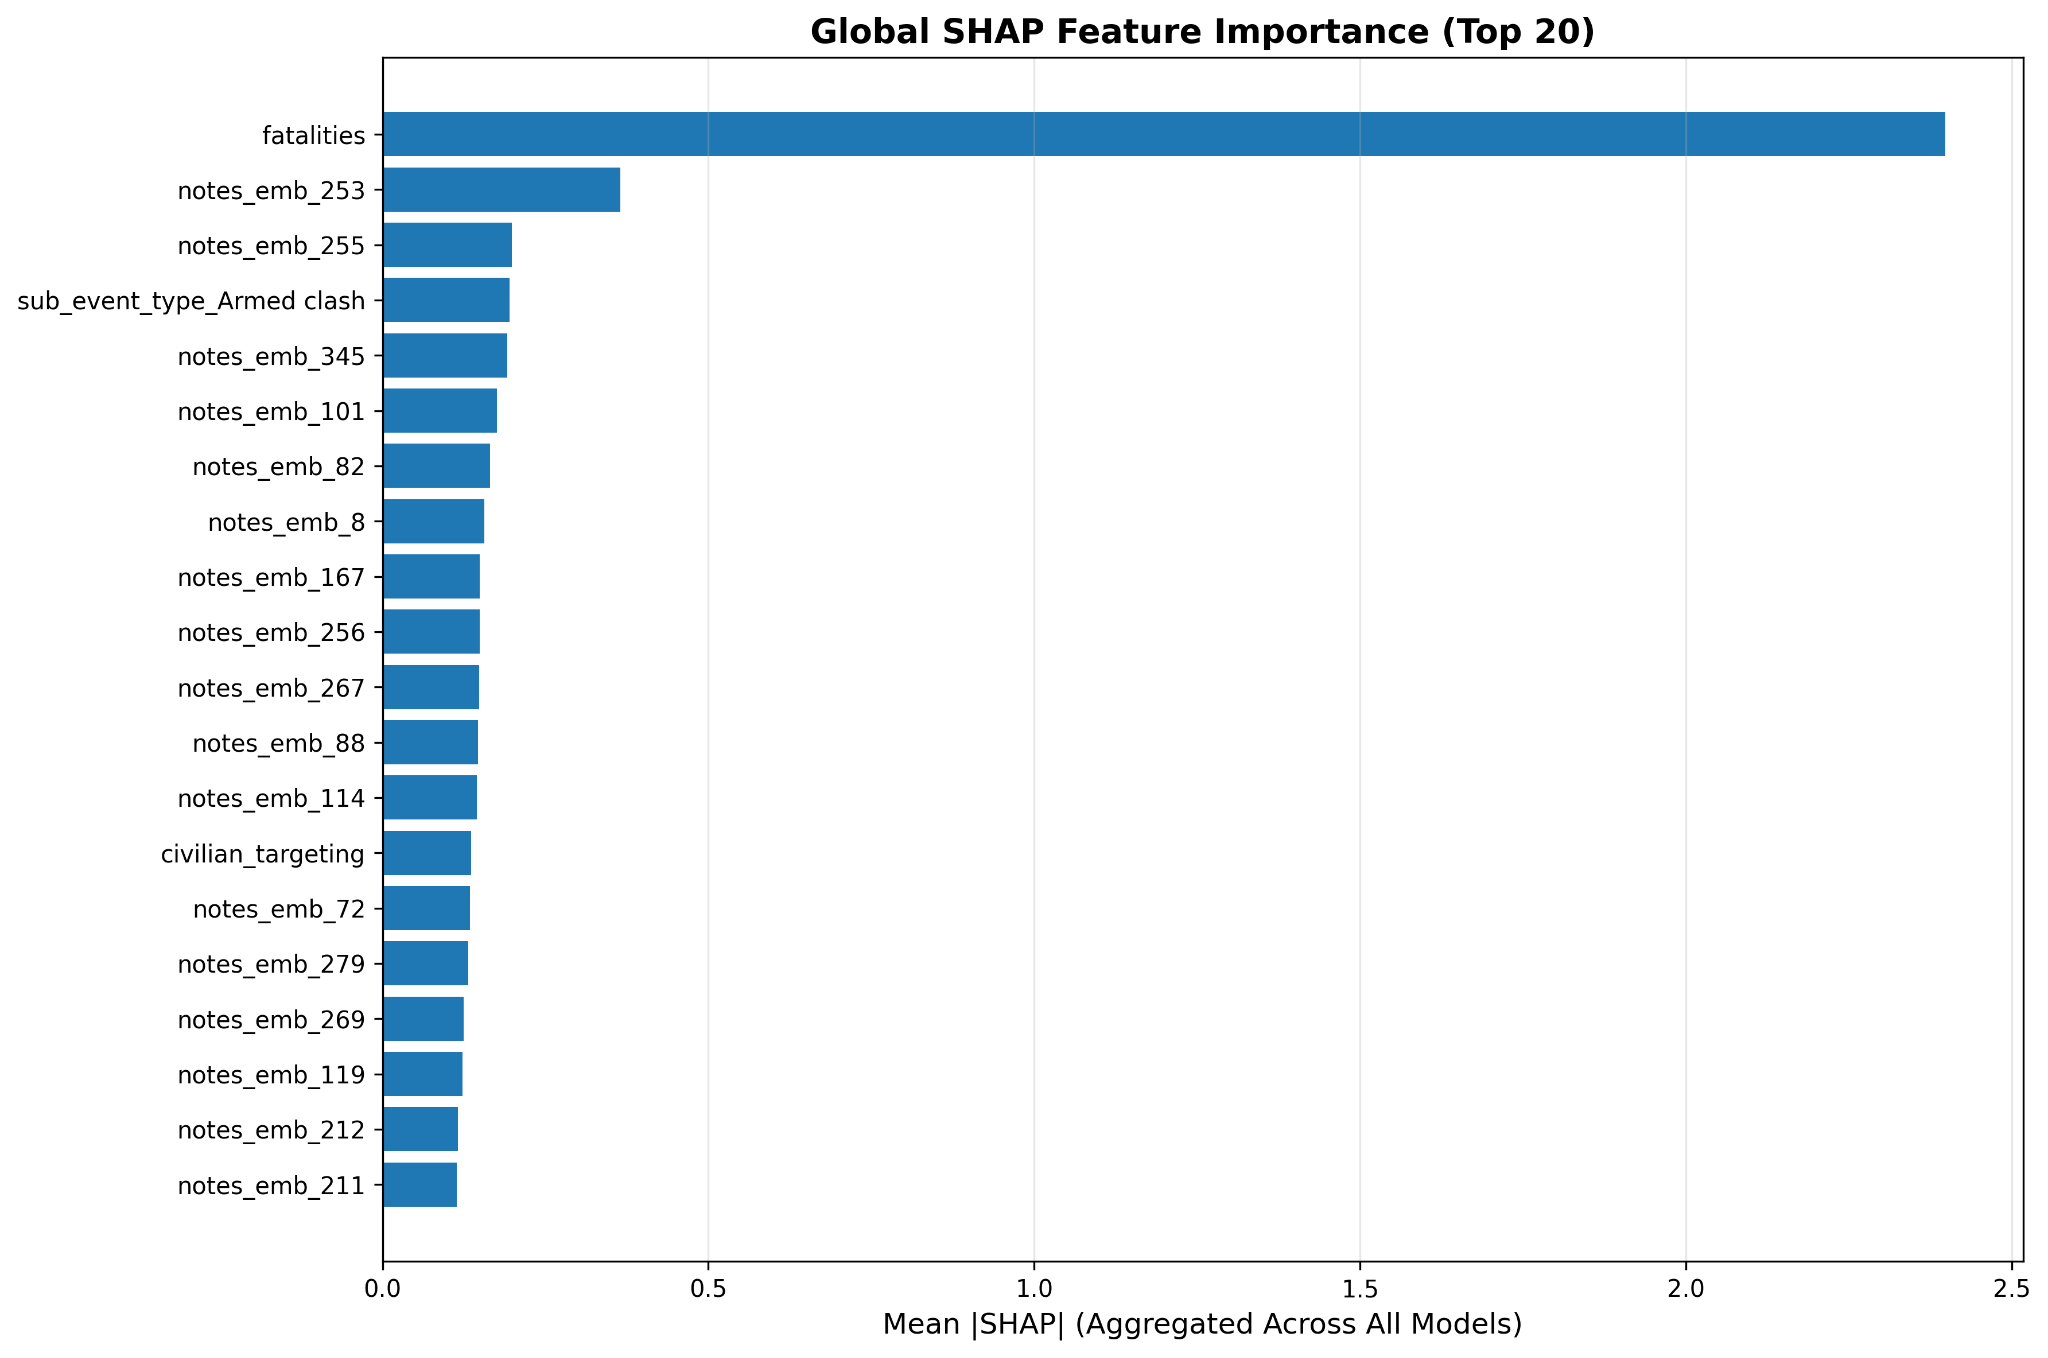 Global SHAP Feature Importance (Top 20)
fatalities
notes_emb_253
notes_emb_255
sub_event_type_Armed clash
notes_emb_345
notes_emb_101
notes_emb_82
notes_emb_8
notes_emb_167
notes_emb_256
notes_emb_267
notes_emb_88
notes_emb_114
civilian_targeting
notes_emb_72
notes_emb_279
notes_emb_269
notes_emb_119
notes_emb_212
notes_emb_211
0.0 0.5 1.0 1.5 2.0 2.5
Mean |SHAP| (Aggregated Across All Models)